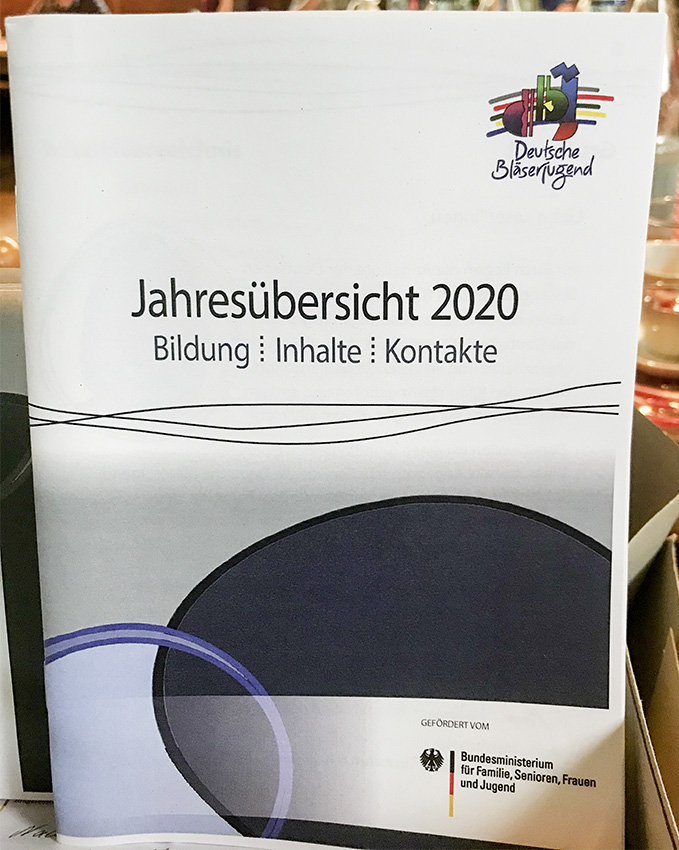 Deutsche
Bläserjugend
Jahresübersicht 2020
Bildung ⁞ Inhalte ⁞ Kontakte
GEFÖRDERT VOM
Bundesministerium
für Familie, Senioren, Frauen
und Jugend